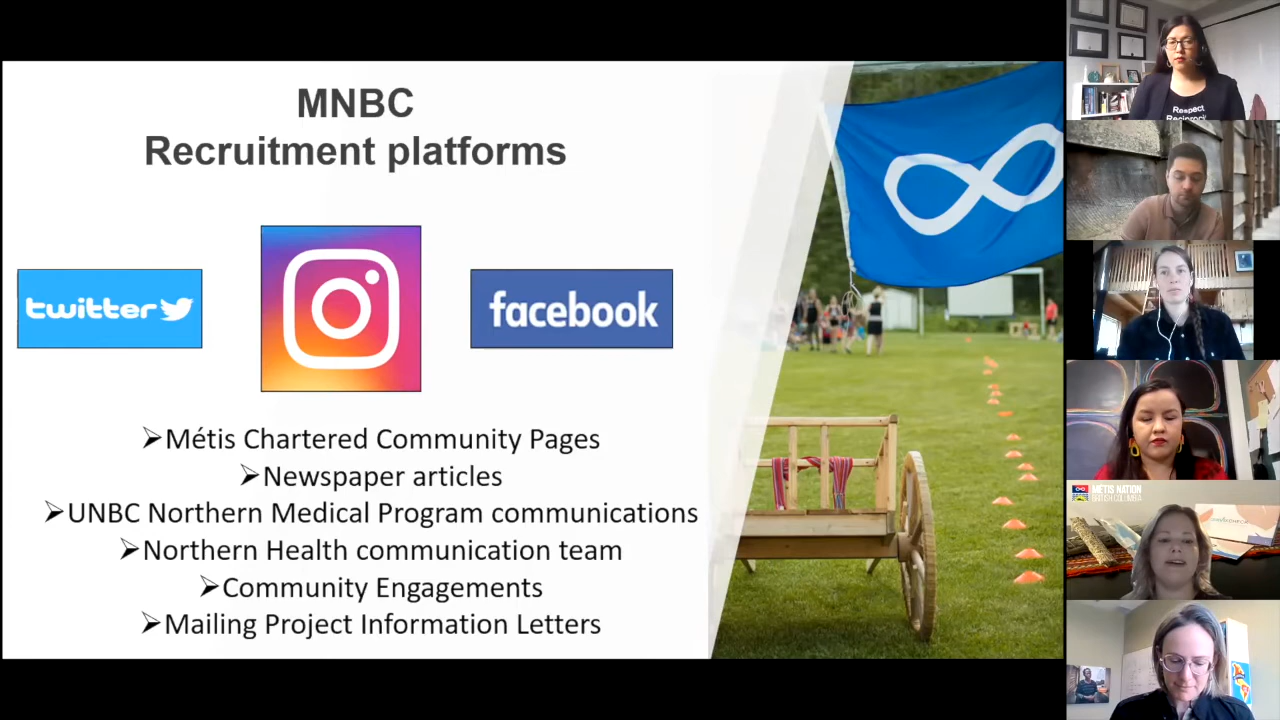 MNBC
Recruitment platforms
twitter
facebook
➢Métis Chartered Community Pages
➢Newspaper articles
➢UNBC Northern Medical Program communications
➢Northern Health communication team
➢Community Engagements
➢Mailing Project Information Letters
Respect
MÉTIS NATION
BRITISH COLUMBIA